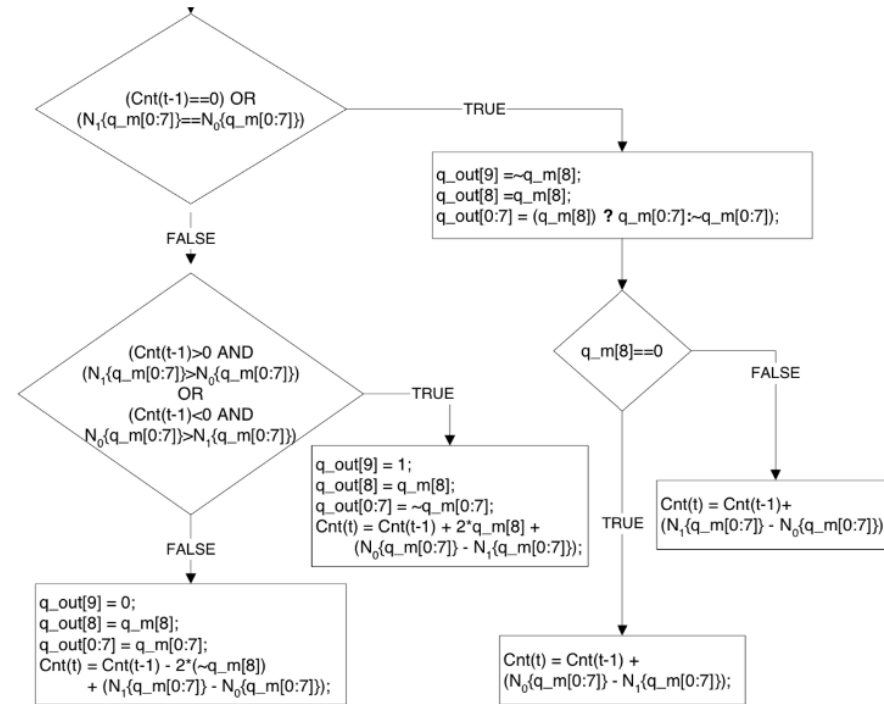 (Cnt(t-1)==0) OR
(N₁{q_m[0:7]}==N₀{q_m[0:7]})
TRUE
q_out[9] =~q_m[8];
q_out[8] =q_m[8];
q_out[0:7] = (q_m[8]) ? q_m[0:7]:~q_m[0:7]);
FALSE
q_m[8]==0
FALSE
(Cnt(t-1)>0 AND
(N₁{q_m[0:7]}>N₀{q_m[0:7]})
OR
(Cnt(t-1)<0 AND
N₀{q_m[0:7]}>N₁{q_m[0:7]})
TRUE
q_out[9] = 1;
q_out[8] = q_m[8];
q_out[0:7] = ~q_m[0:7];
Cnt(t) = Cnt(t-1) + 2*q_m[8] +
(N₀{q_m[0:7]} - N₁{q_m[0:7]});
TRUE
Cnt(t) = Cnt(t-1)+
(N₁{q_m[0:7]} - N₀{q_m[0:7]})
FALSE
q_out[9] = 0;
q_out[8] = q_m[8];
q_out[0:7] = q_m[0:7];
Cnt(t) = Cnt(t-1) - 2*(~q_m[8])
+ (N₁{q_m[0:7]} - N₀{q_m[0:7]});
Cnt(t) = Cnt(t-1) +
(N₀{q_m[0:7]} - N₁{q_m[0:7]});